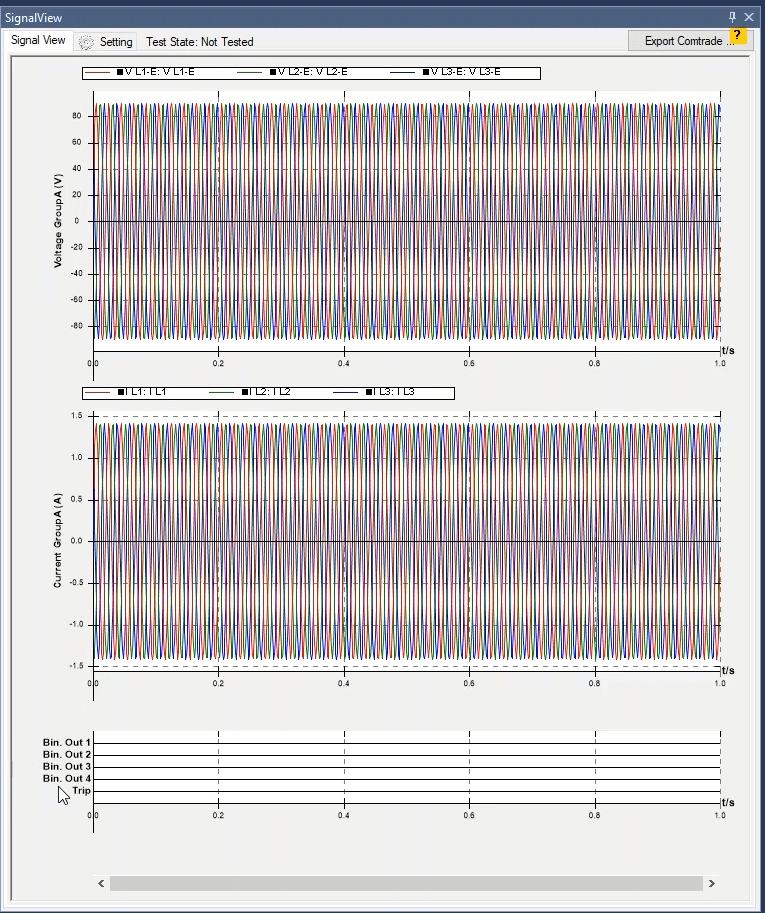 SignalView
Signal View Setting Test State: Not Tested Export Comtrade ... ?
V L1-E: V L1-E V L2-E: V L2-E V L3-E: V L3-E
Voltage GroupA (V)
80
60
40
20
0
-20
-40
-60
-80
t/s
0.0 0.2 0.4 0.6 0.8 1.0
I L1: I L1 I L2: I L2 I L3: I L3
Current GroupA (A)
1.5
1.0
0.5
0.0
-0.5
-1.0
-1.5
t/s
0.0 0.2 0.4 0.6 0.8 1.0
Bin. Out 1
Bin. Out 2
Bin. Out 3
Bin. Out 4
Trip
t/s
0.0 0.2 0.4 0.6 0.8 1.0